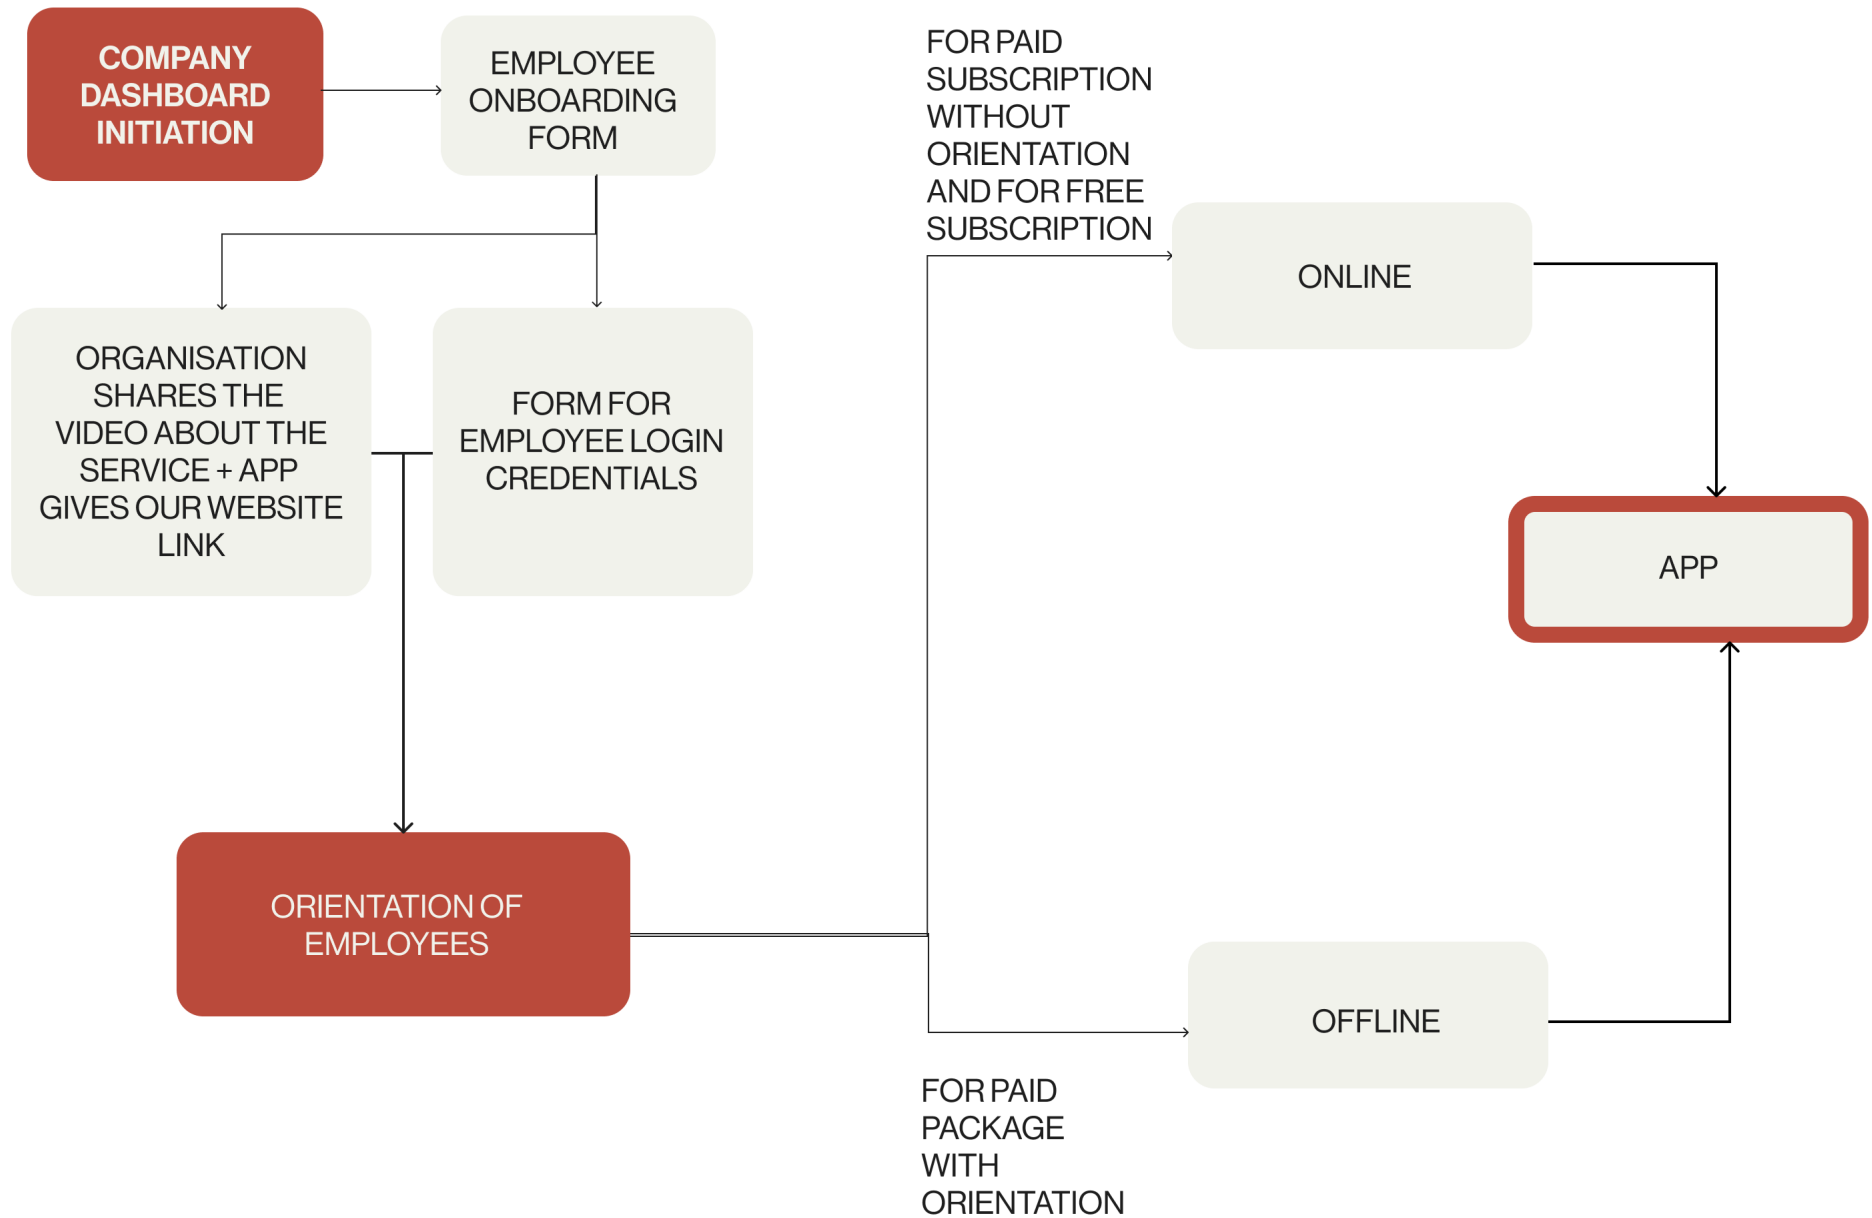 COMPANY
DASHBOARD
INITIATION
EMPLOYEE
ONBOARDING
FORM
FOR PAID
SUBSCRIPTION
WITHOUT
ORIENTATION
AND FOR FREE
SUBSCRIPTION
ONLINE
ORGANISATION
SHARES THE
VIDEO ABOUT THE
SERVICE + APP
GIVES OUR WEBSITE
LINK
FORM FOR
EMPLOYEE LOGIN
CREDENTIALS
APP
ORIENTATION OF
EMPLOYEES
OFFLINE
FOR PAID
PACKAGE
WITH
ORIENTATION